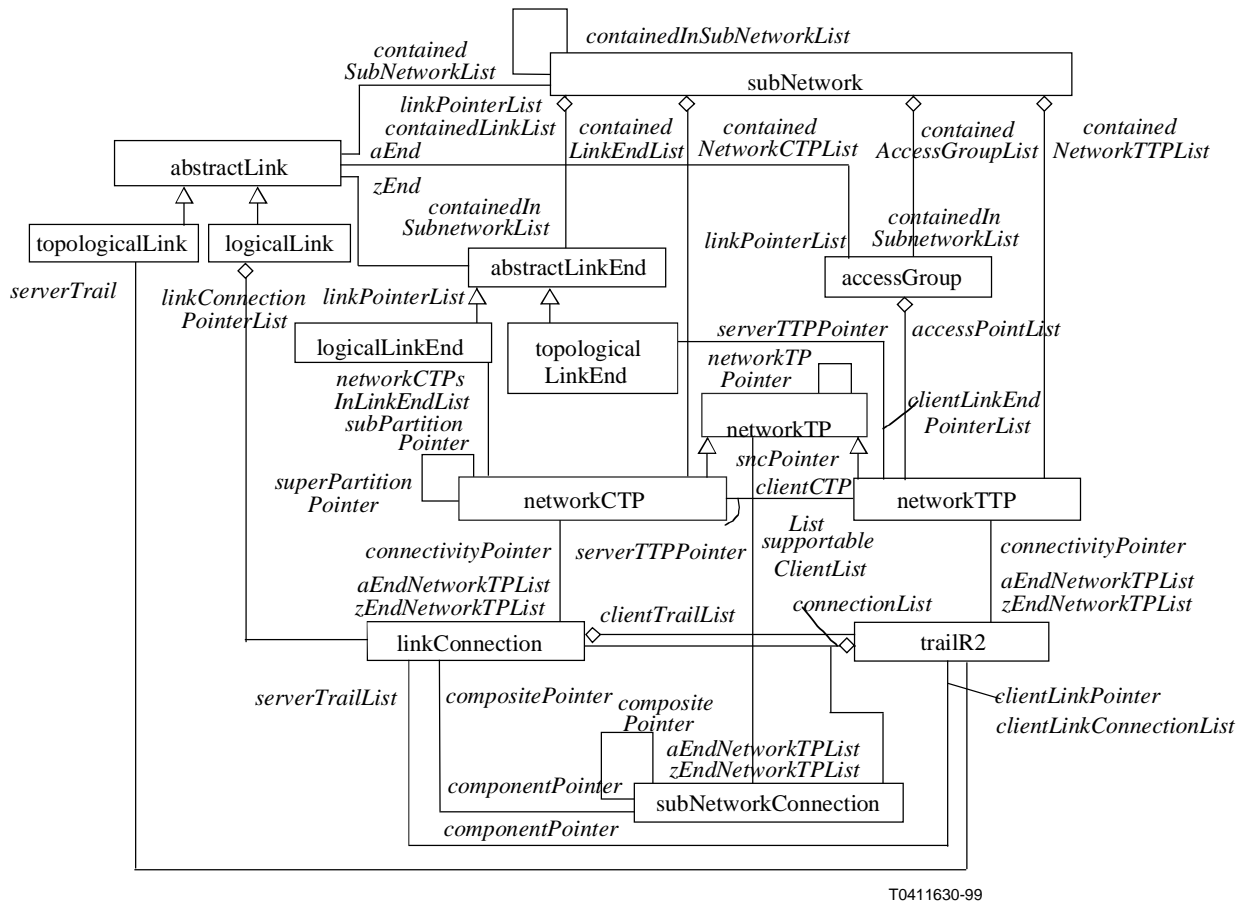 containedInSubNetworkList
contained
SubNetworkList
subNetwork
linkPointerList
containedLinkList
aEnd
zEnd
contained
LinkEndList
contained
NetworkCTPList
contained
AccessGroupList
contained
NetworkTTPList
abstractLink
containedIn
SubnetworkList
containedIn
SubnetworkList
topologicalLink
logicalLink
linkPointerList
abstractLinkEnd
accessGroup
serverTrail
linkConnection
PointerList
linkPointerList
serverTTPPointer
accessPointList
logicalLinkEnd
topological
LinkEnd
networkTP
Pointer
networkCTPs
InLinkEndList
subPartition
Pointer
clientLinkEnd
PointerList
networkTP
sncPointer
superPartition
Pointer
networkCTP
clientCTP
networkTTP
List
supportable
ClientList
connectivityPointer
serverTTPPointer
connectivityPointer
aEndNetworkTPList
zEndNetworkTPList
aEndNetworkTPList
zEndNetworkTPList
clientTrailList
connectionList
linkConnection
trailR2
serverTrailList
compositePointer
composite
Pointer
clientLinkPointer
clientLinkConnectionList
aEndNetworkTPList
zEndNetworkTPList
componentPointer
subNetworkConnection
componentPointer
T0411630-99